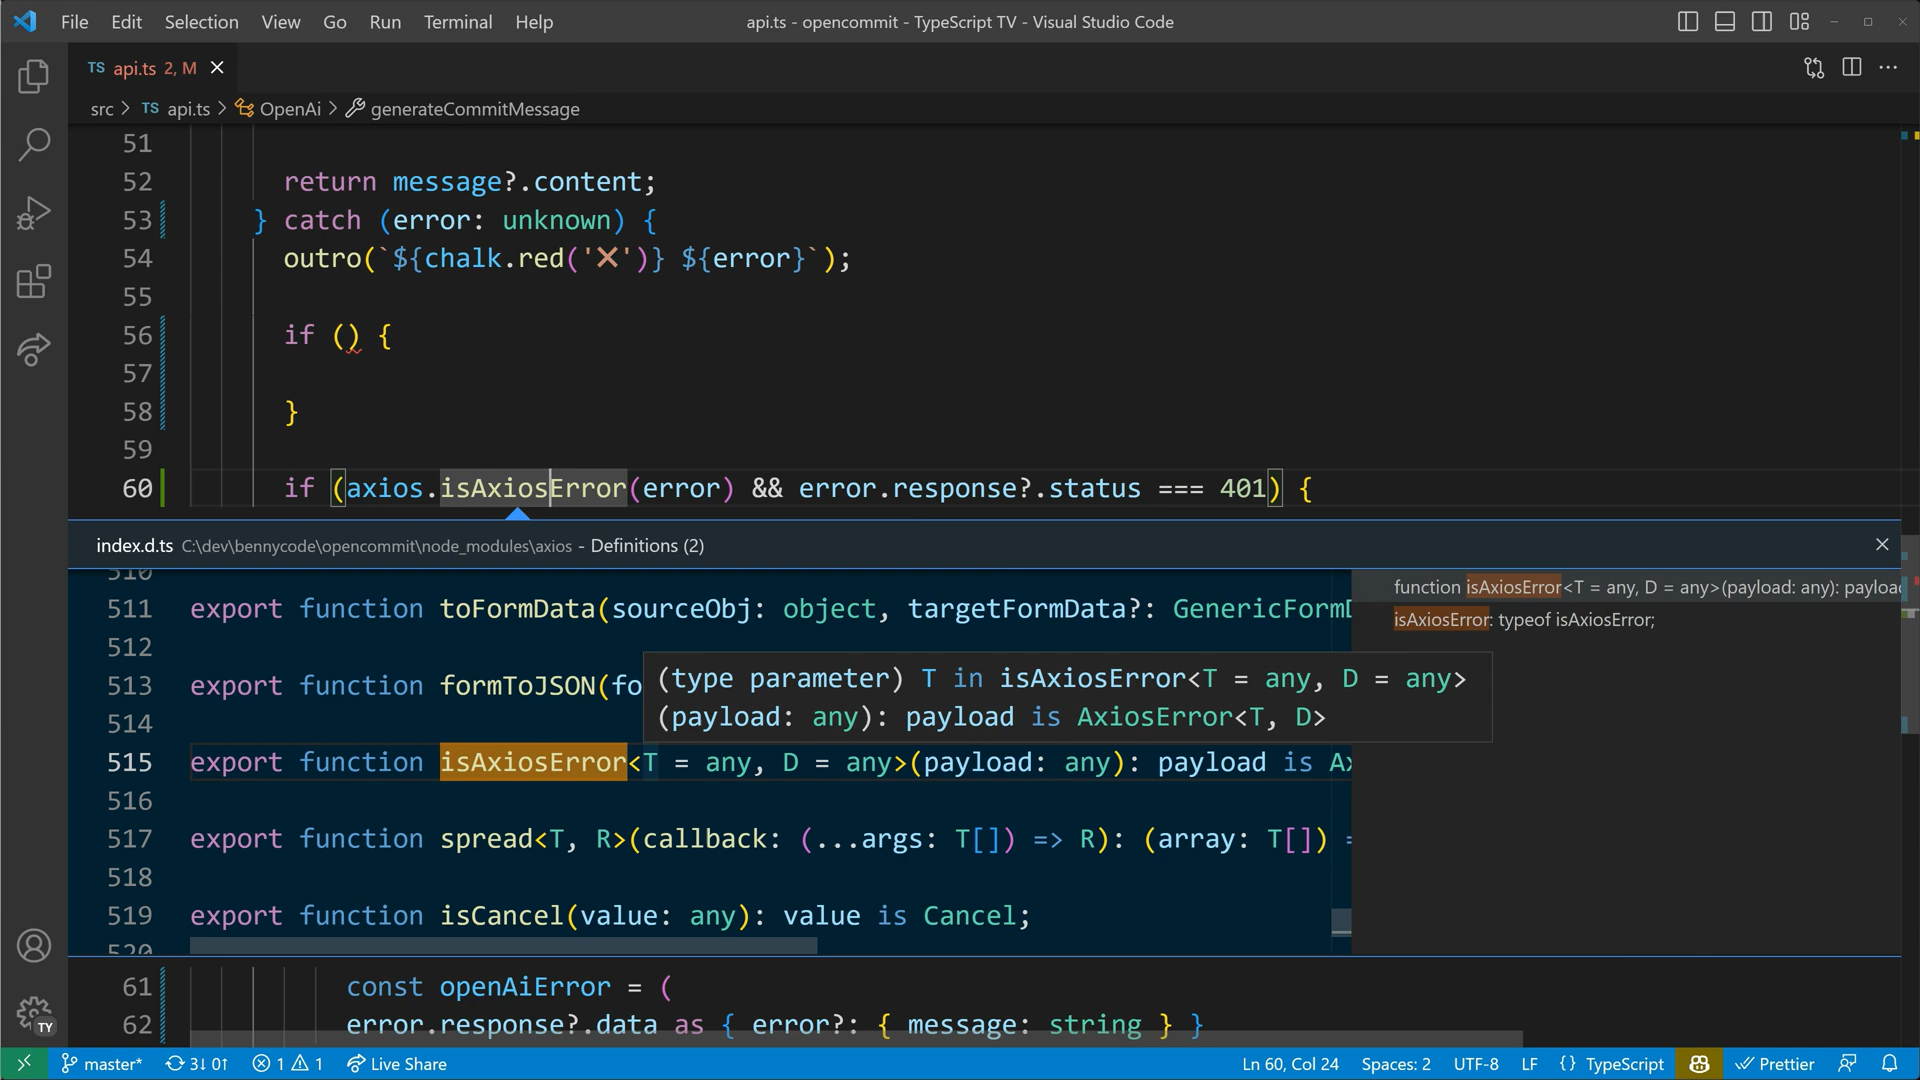 File Edit Selection View Go Run Terminal Help
api.ts - opencommit - TypeScript TV - Visual Studio Code
TS api.ts 2, M
src > TS api.ts > OpenAi > generateCommitMessage
51
52 return message?.content;
53 } catch (error: unknown) {
54 outro(`${chalk.red('✖')} ${error}`);
55
56 if () {
57
58 }
59
60 if (axios.isAxiosError(error) && error.response?.status === 401) {
index.d.ts C:\dev\bennycode\opencommit\node_modules\axios - Definitions (2)
510
511 export function toFormData(sourceObj: object, targetFormData?: GenericFormD
512
513 export function formToJSON(fo
514
515 export function isAxiosError<T = any, D = any>(payload: any): payload is Ax
516
517 export function spread<T, R>(callback: (...args: T[]) => R): (array: T[]) =
518
519 export function isCancel(value: any): value is Cancel;
520
(type parameter) T in isAxiosError<T = any, D = any>
(payload: any): payload is AxiosError<T, D>
function isAxiosError<T = any, D = any>(payload: any): payloa
isAxiosError: typeof isAxiosError;
61 const openAiError = (
62 error.response?.data as { error?: { message: string } }
TY
master* 3↓ 0↑ 1 1 Live Share
Ln 60, Col 24 Spaces: 2 UTF-8 LF {} TypeScript Prettier